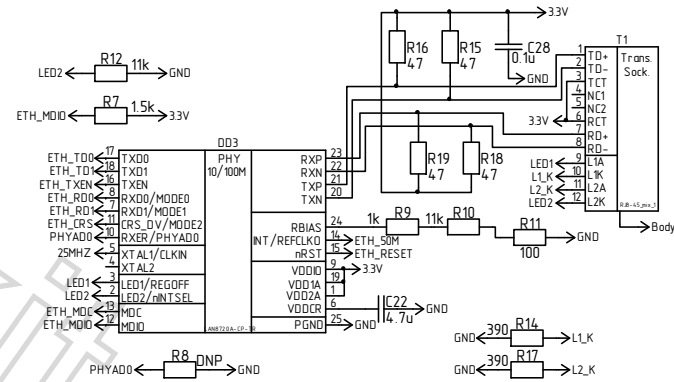 3.3V
R16
47
R15
47
C28
0.1u
GND
T1
Trans.
Sock.
1 TD+
2 TD-
3 TCT
4 NC1
5 NC2
6 RCT
7 RD+
8 RD-
9 L1A
10 L1K
11 L2A
12 L2K
3.3V
LED1
L1_K
L2_K
LED2
RJ8-45_mx_1
Body
LED2 R12 11k GND
ETH_MDIO R7 1.5k 3.3V
R19
47
R18
47
DD3
PHY
10/100M
ETH_TD0 17 TXD0
ETH_TD1 18 TXD1
ETH_TXEN 16 TXEN
ETH_RD0 8 RXD0/MODE0
ETH_RD1 7 RXD1/MODE1
ETH_CRS 11 CRS_DV/MODE2
PHYAD0 10 RXER/PHYAD0
25MHZ 5 XTAL1/CLKIN
4 XTAL2
LED1 3 LED1/REGOFF
LED2 2 LED2/nINTSEL
ETH_MDC 13 MDC
ETH_MDIO 12 MDIO
LAN8720A-CP-TR
RXP 23
RXN 22
TXP 21
TXN 20
RBIAS 24
INT/REFCLKO 14 ETH_50M
nRST 15 ETH_RESET
VDDIO 9 3.3V
VDD1A 19
VDD2A 1
VDDCR 6
PGND 25 GND
1k R9 11k R10
R11
100
GND
C22
4.7u
GND
PHYAD0 R8 DNP GND
GND 390 R14 L1_K
GND 390 R17 L2_K